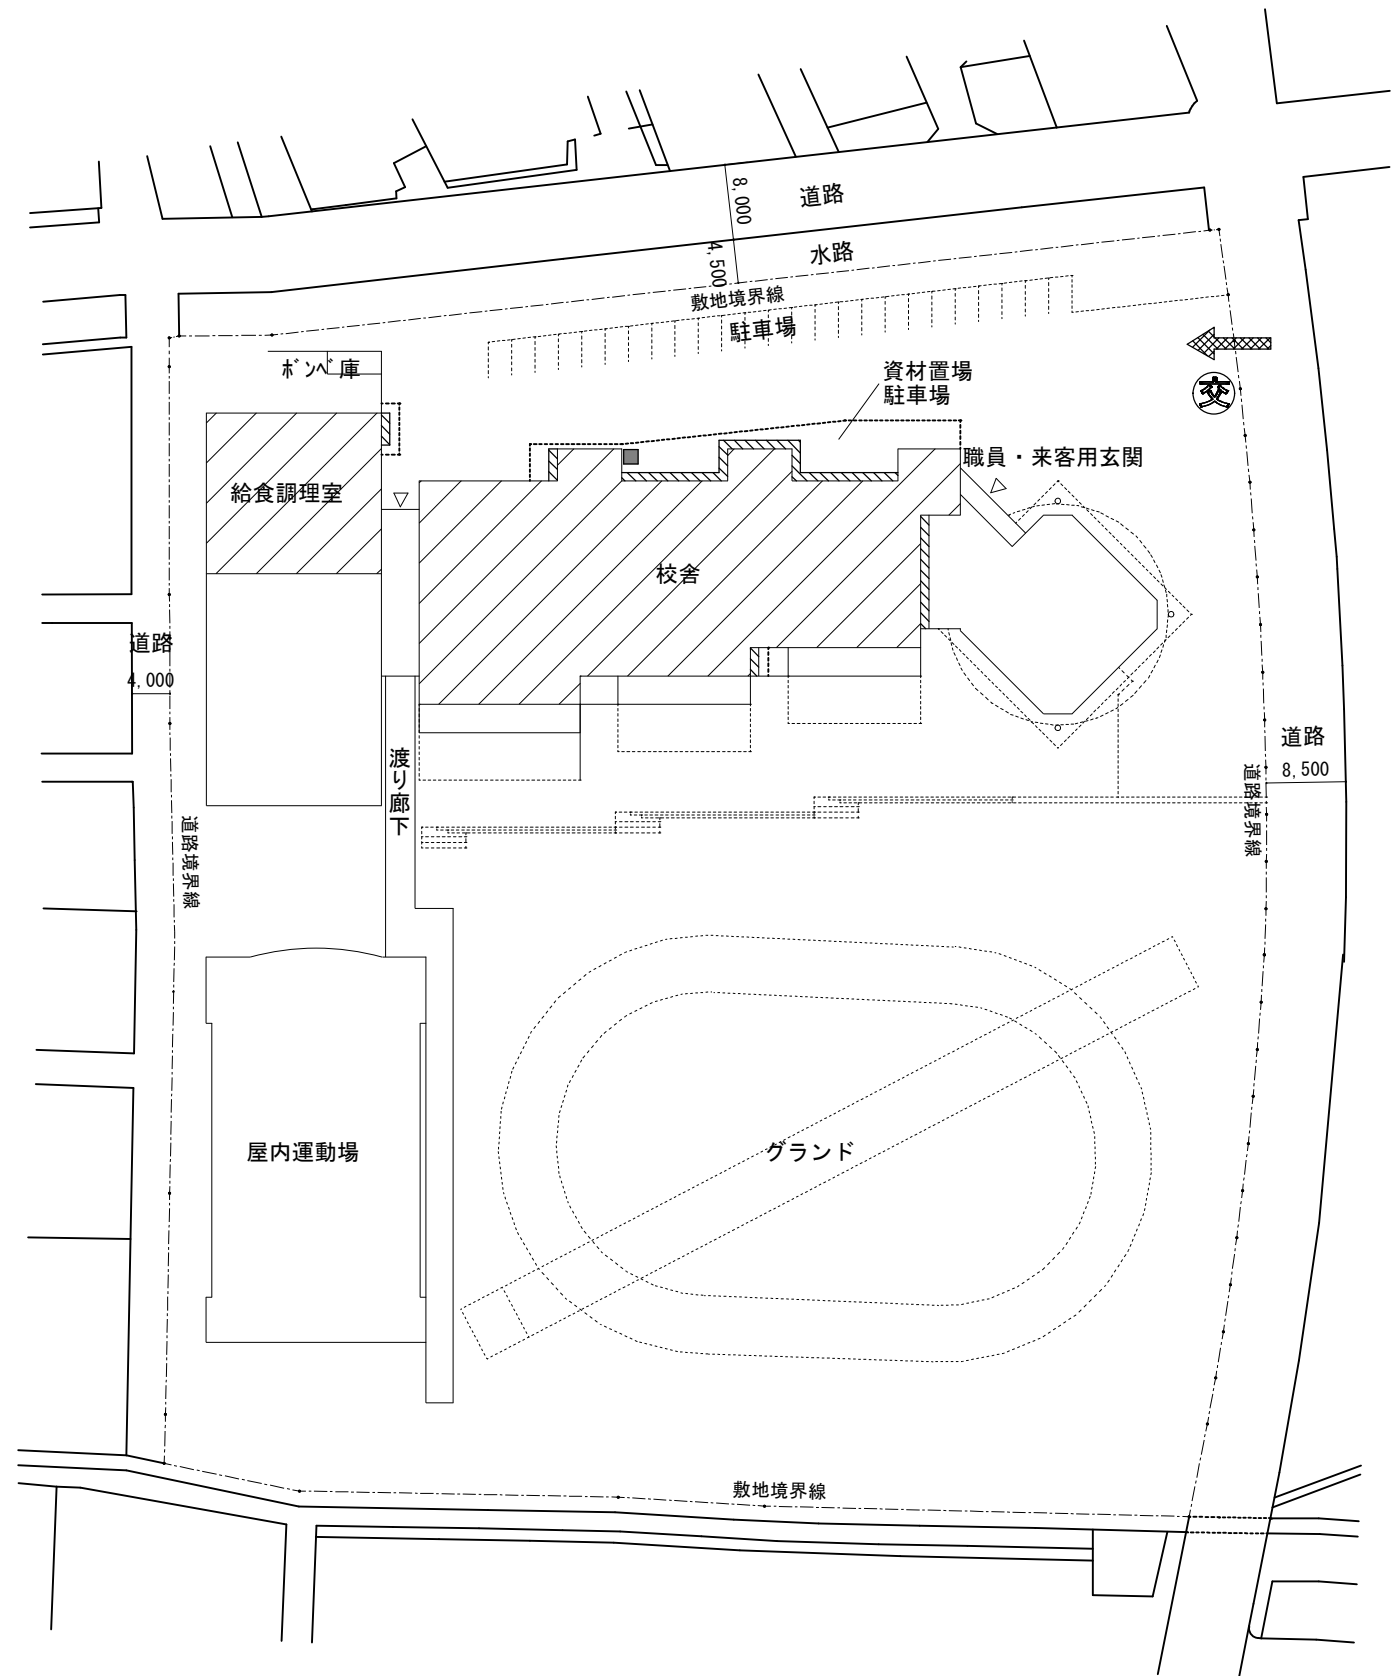 8,000
道路
4,500
水路
敷地境界線
駐車場
ﾎﾞﾝﾍﾞ庫
資材置場
駐車場
交
職員・来客用玄関
給食調理室
校舎
道路
4,000
渡り廊下
道路
8,500
道路境界線
道路境界線
屋内運動場
グランド
敷地境界線